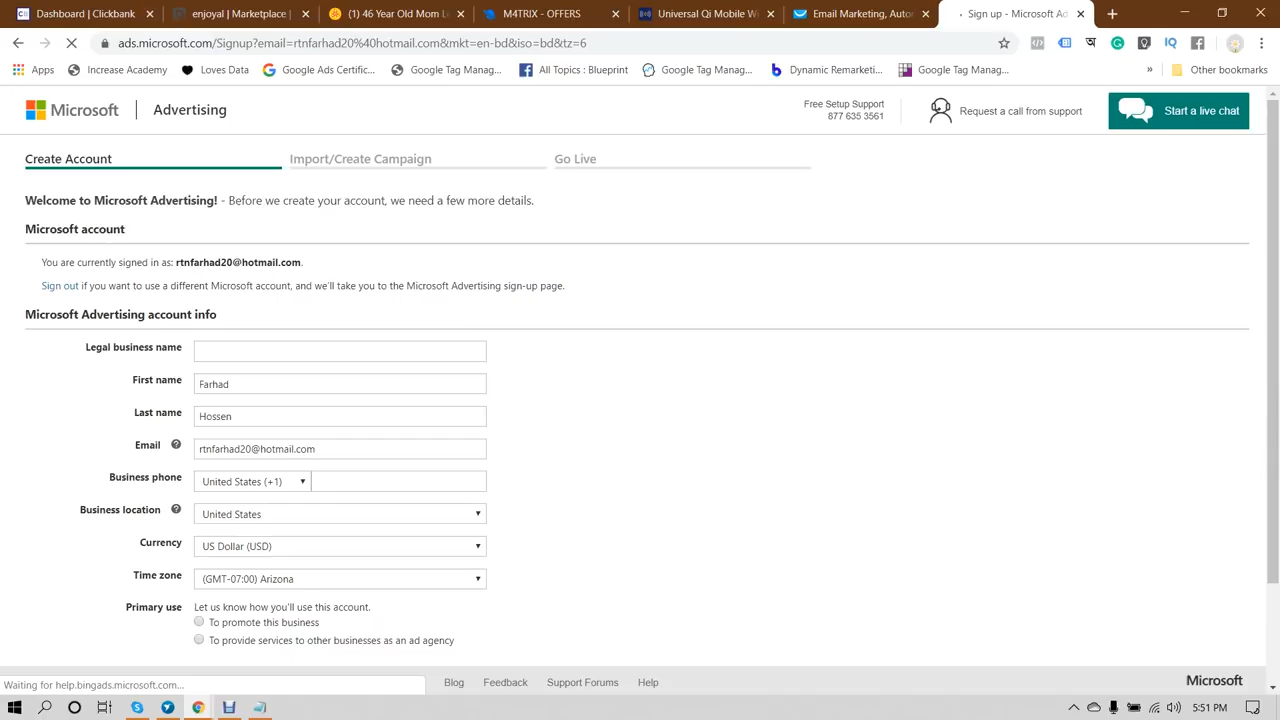 enjoyal | Marketplace
(1) 46 Year Old Mom L
M4TRIX - OFFERS
Universal Qi Mobile W
Email Marketing, Auto
Sign up - Microsoft Ad
ads.microsoft.com/Signup?email=rtnfarhad20%40hotmail.com&mkt=en-bd&iso=bd&tz=6
Apps Increase Academy Loves Data Google Ads Certific... Google Tag Manag... All Topics : Blueprint Google Tag Manag... Dynamic Remarketi... Google Tag Manag... » Other bookmarks
Microsoft | Advertising
Free Setup Support
877 635 3561
Request a call from support
Start a live chat
Create Account Import/Create Campaign Go Live
Welcome to Microsoft Advertising! - Before we create your account, we need a few more details.
Microsoft account
You are currently signed in as: rtnfarhad20@hotmail.com.
Sign out if you want to use a different Microsoft account, and we'll take you to the Microsoft Advertising sign-up page.
Microsoft Advertising account info
Legal business name
First name Farhad
Last name Hossen
Email rtnfarhad20@hotmail.com
Business phone United States (+1)
Business location United States
Currency US Dollar (USD)
Time zone (GMT-07:00) Arizona
Primary use Let us know how you'll use this account.
To promote this business
To provide services to other businesses as an ad agency
Waiting for help.bingads.microsoft.com...
Blog Feedback Support Forums Help Microsoft
5:51 PM